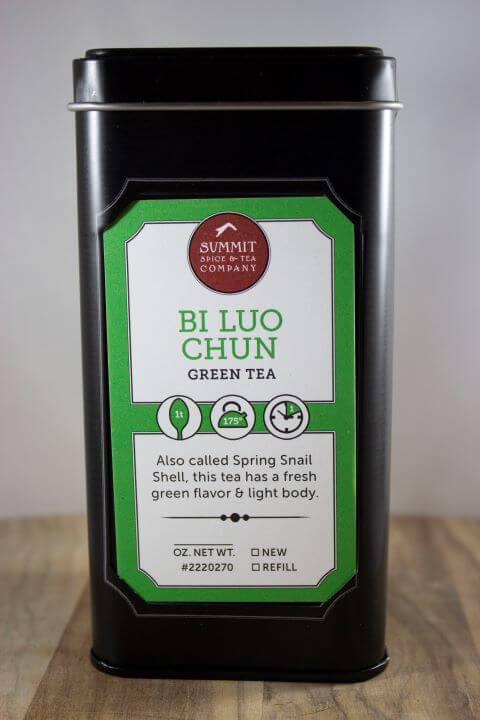 SUMMIT
SPICE & TEA
COMPANY
BI LUO
CHUN
GREEN TEA
1t
175°
1
Also called Spring Snail
Shell, this tea has a fresh
green flavor & light body.
OZ. NET WT.
#2220270
☐ NEW
☐ REFILL